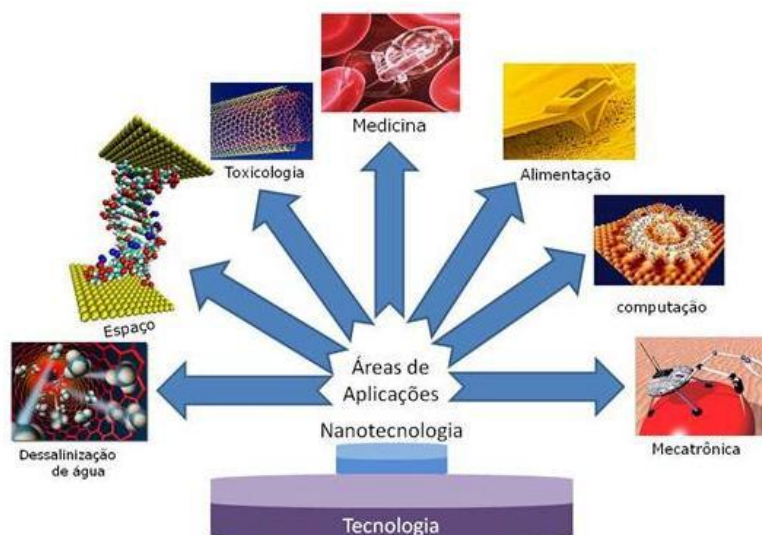 Medicina
Toxicologia
Alimentação
Espaço
computação
Dessalinização
de água
Áreas de
Aplicações
Mecatrônica
Nanotecnologia
Tecnologia